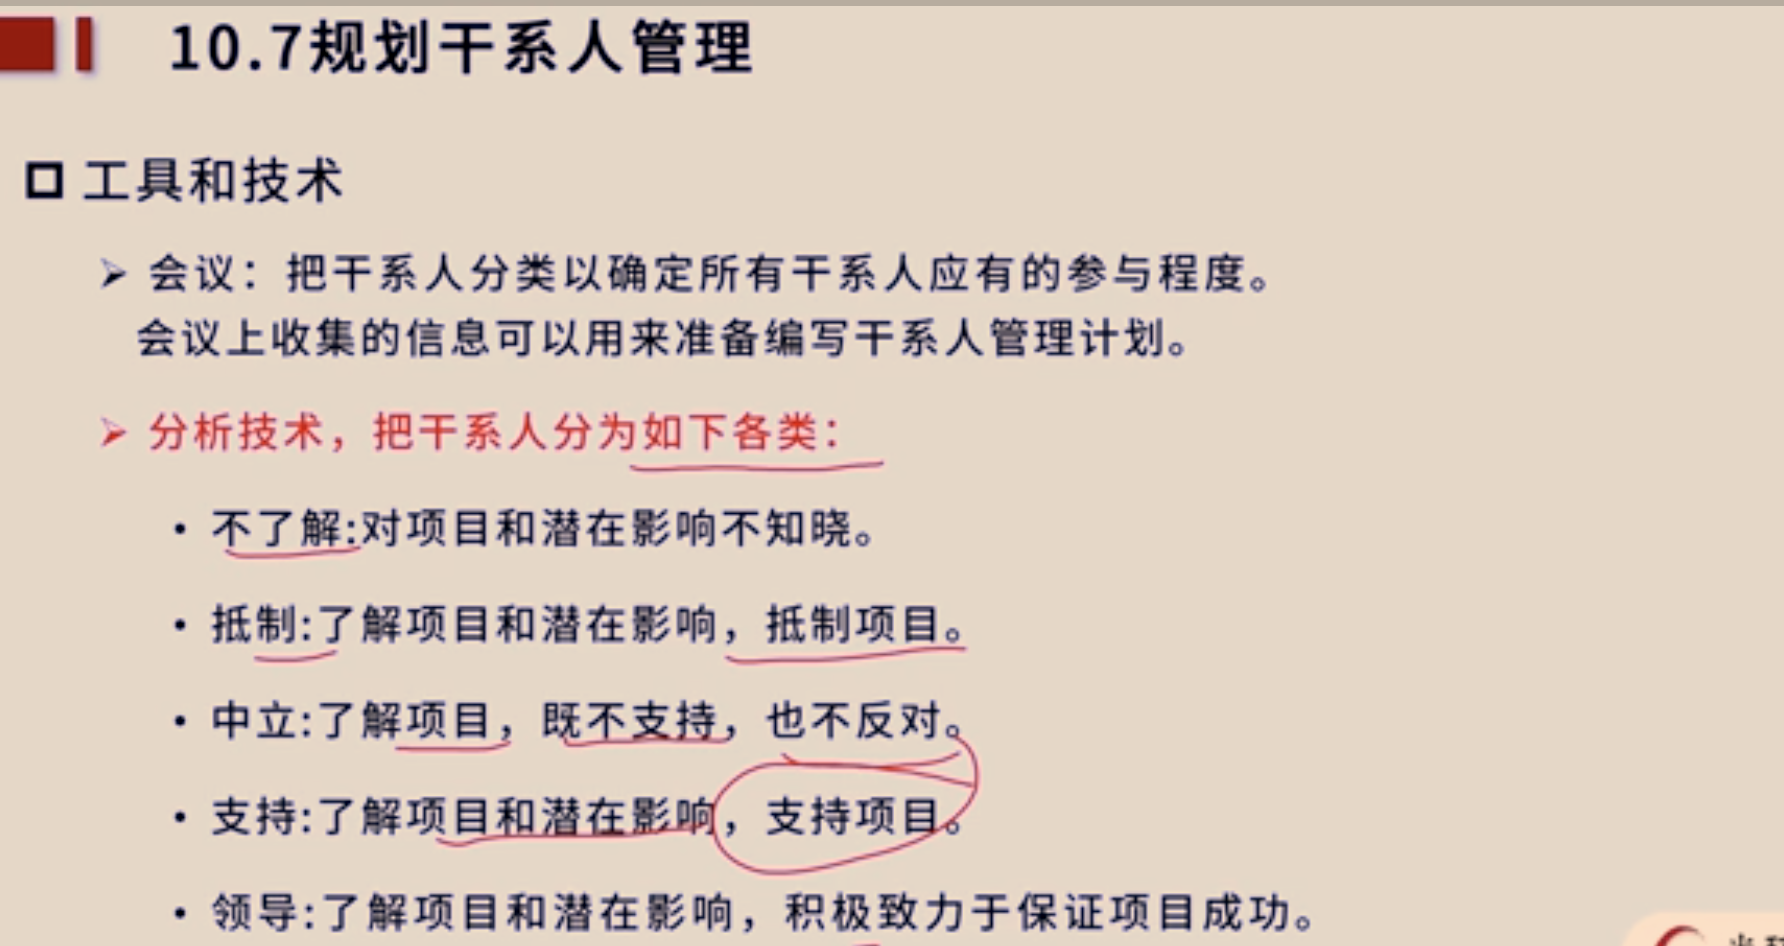 10.7规划干系人管理
工具和技术
会议：把干系人分类以确定所有干系人应有的参与程度。
会议上收集的信息可以用来准备编写干系人管理计划。
分析技术，把干系人分为如下各类：
不了解:对项目和潜在影响不知晓。
抵制:了解项目和潜在影响，抵制项目。
中立:了解项目，既不支持，也不反对。
支持:了解项目和潜在影响，支持项目。
领导:了解项目和潜在影响，积极致力于保证项目成功。